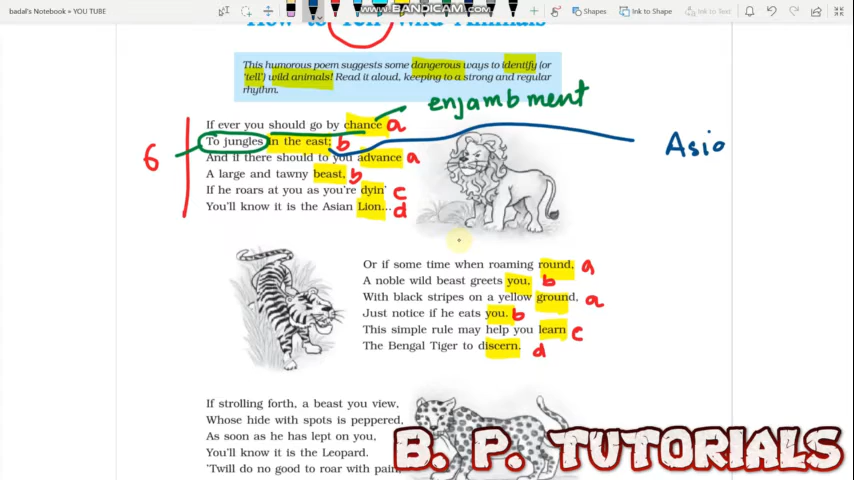 badal's Notebook » YOU TUBE
www.BANDICAM.com
Shapes
Ink to Shape
Ink to Text
How to Tell Wild Animals
This humorous poem suggests some dangerous ways to identify (or
'tell') wild animals! Read it aloud, keeping to a strong and regular
rhythm.
enjambment
If ever you should go by chance a
To jungles in the east; b
And if there should to you advance a
A large and tawny beast, b
If he roars at you as you're dyin' c
You'll know it is the Asian Lion... d
6
Asia
Or if some time when roaming round, a
A noble wild beast greets you, b
With black stripes on a yellow ground, a
Just notice if he eats you. b
This simple rule may help you learn c
The Bengal Tiger to discern. d
If strolling forth, a beast you view,
Whose hide with spots is peppered,
As soon as he has lept on you,
You'll know it is the Leopard.
'Twill do no good to roar with pain,
B. P. TUTORIALS